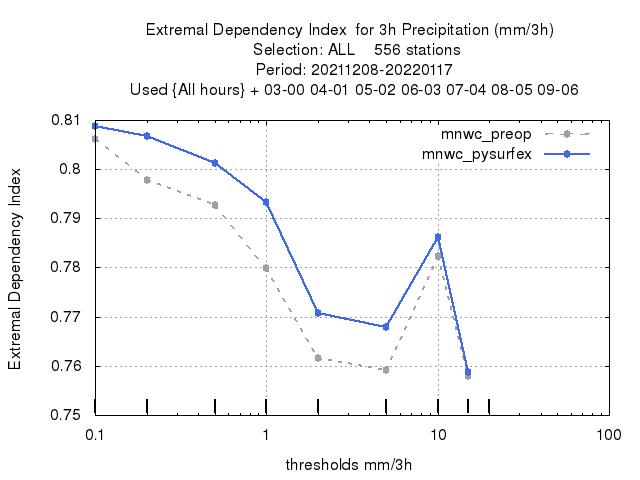 Extremal Dependency Index  for 3h Precipitation (mm/3h)
Selection: ALL    556 stations
Period: 20211208-20220117
Used {All hours} + 03-00 04-01 05-02 06-03 07-04 08-05 09-06
mnwc_preop
mnwc_pysurfex
Extremal Dependency Index
0.81
0.8
0.79
0.78
0.77
0.76
0.75
0.1 1 10 100
thresholds mm/3h